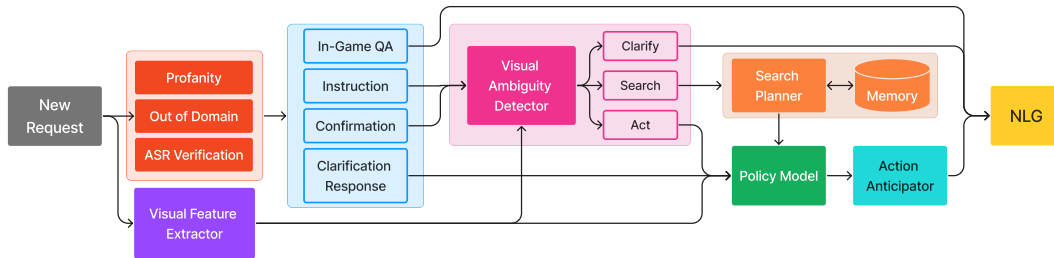 New
Request
Profanity
Out of Domain
ASR Verification
Visual Feature
Extractor
In-Game QA
Instruction
Confirmation
Clarification
Response
Visual
Ambiguity
Detector
Clarify
Search
Act
Search
Planner
Memory
Policy Model
Action
Anticipator
NLG